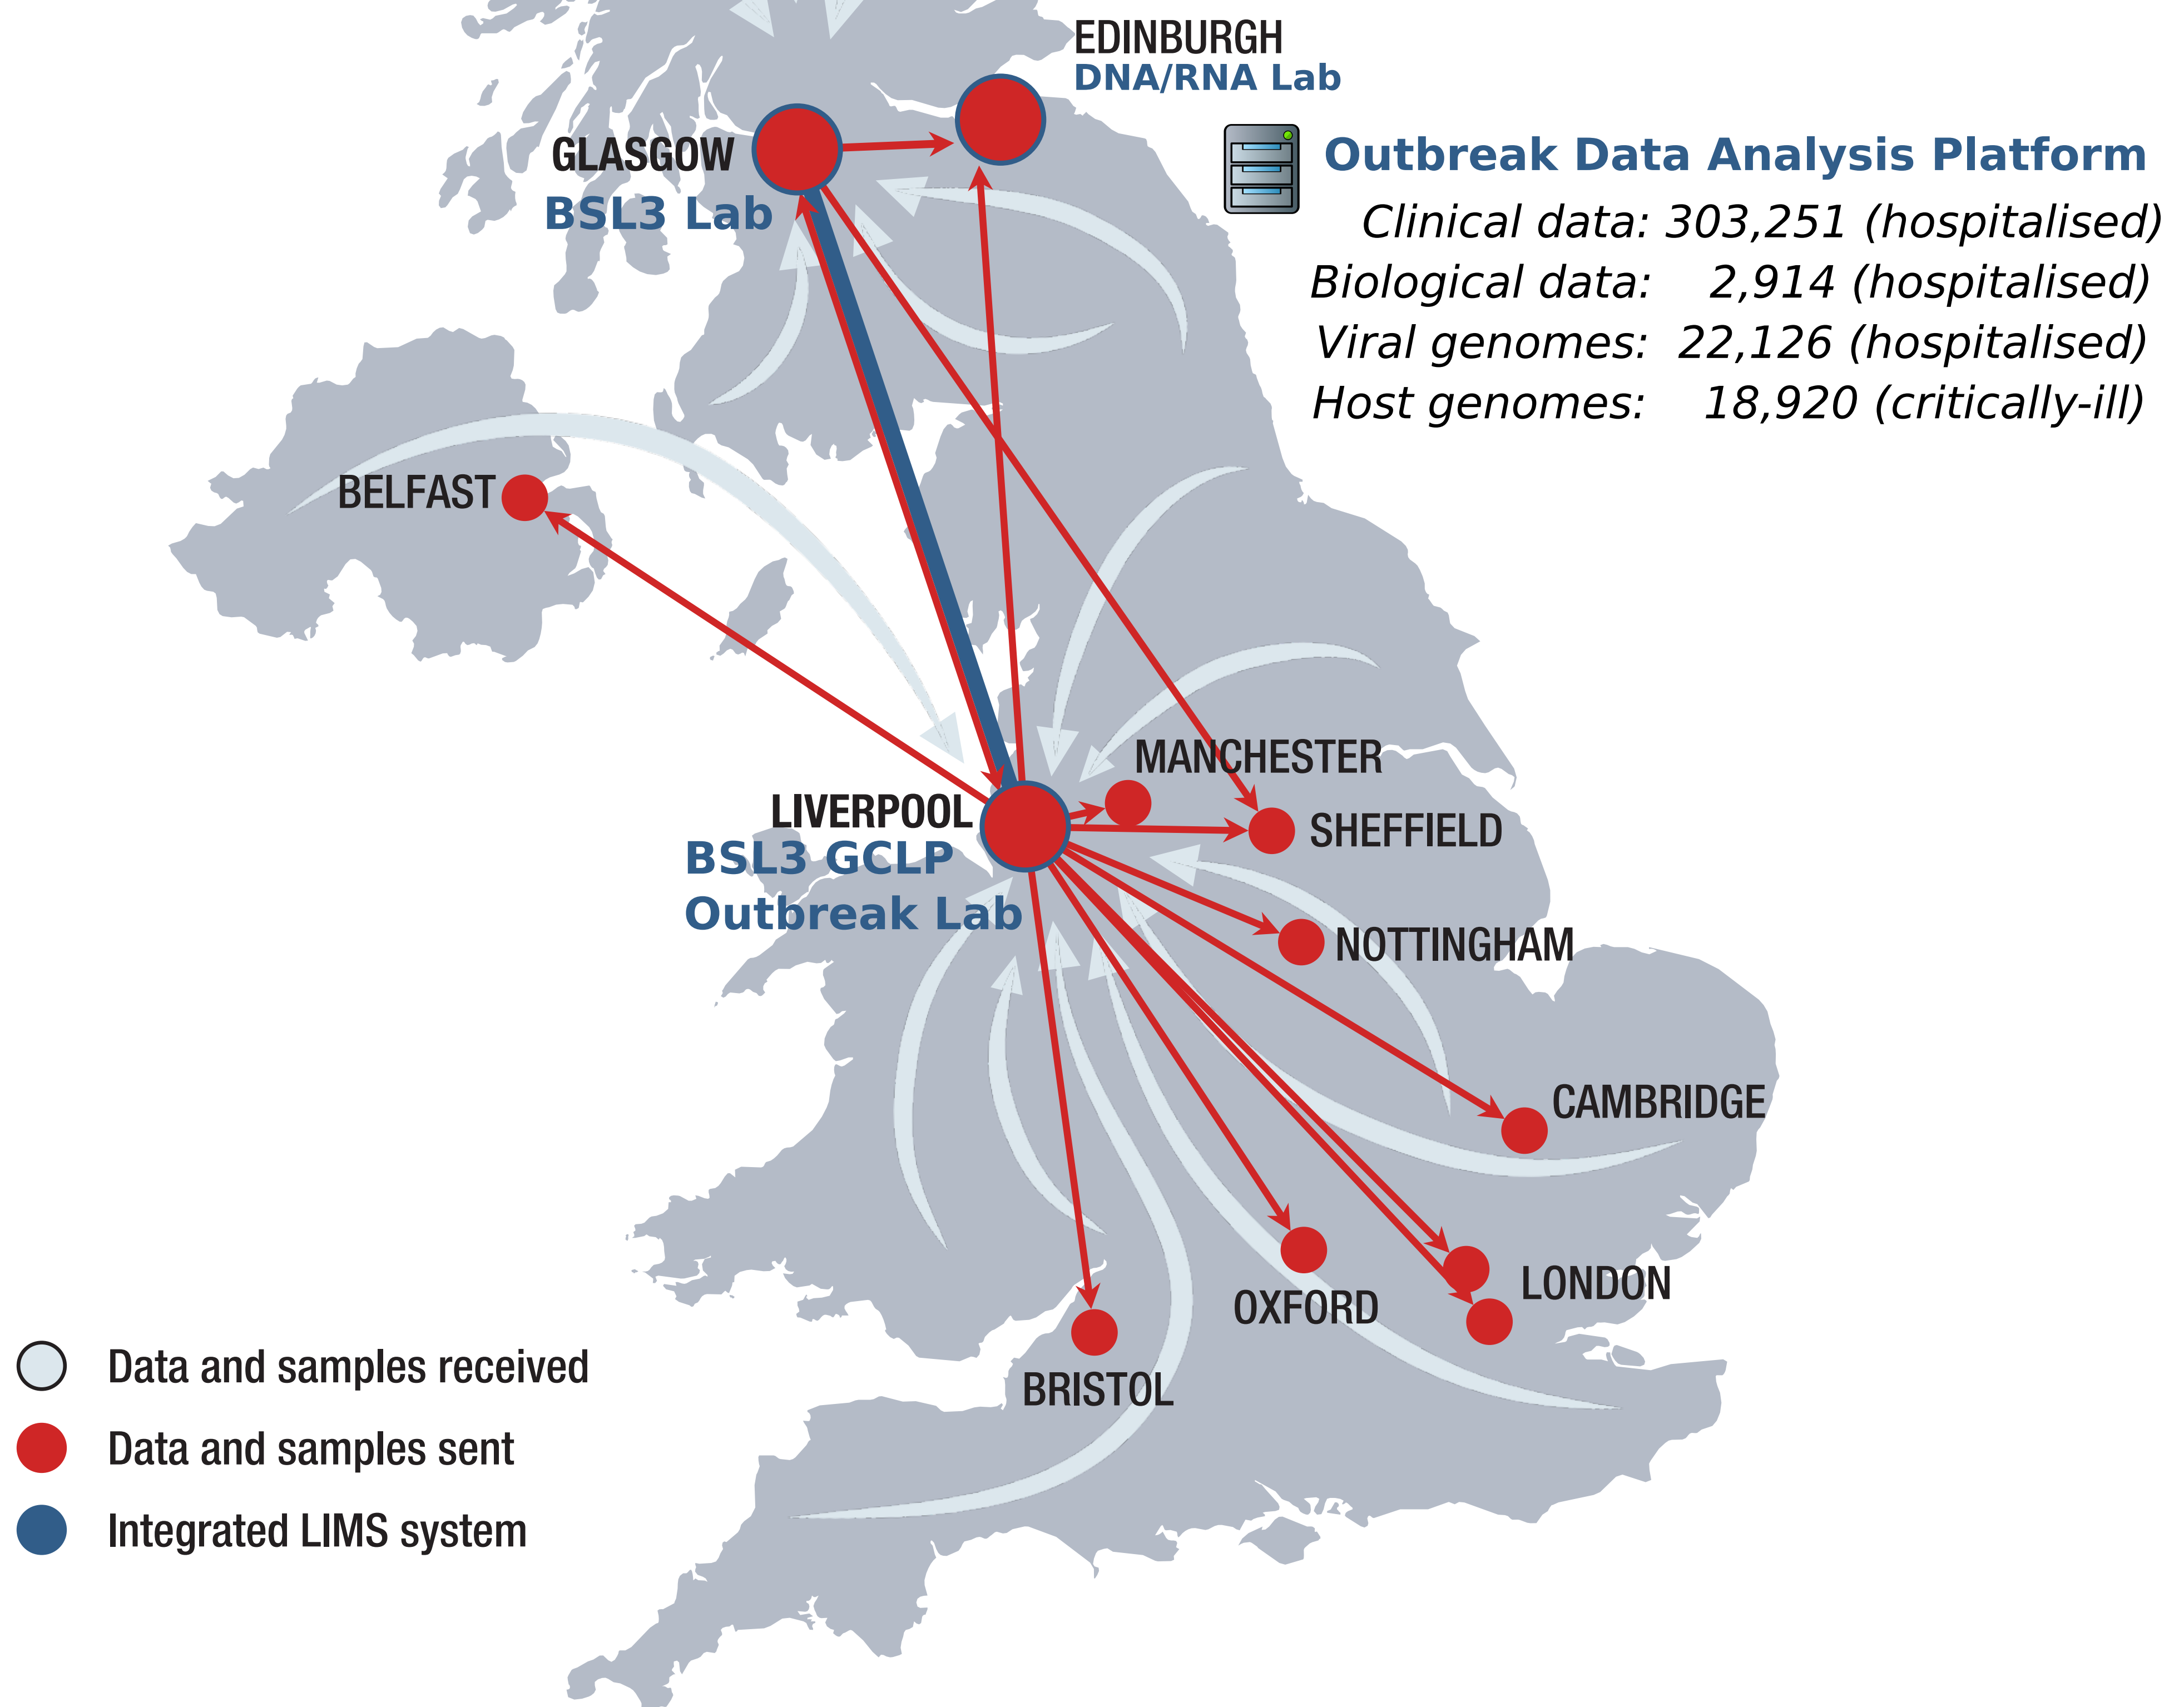 EDINBURGH
DNA/RNA Lab
GLASGOW
BSL3 Lab
Outbreak Data Analysis Platform
Clinical data: 303,251 (hospitalised)
Biological data: 2,914 (hospitalised)
Viral genomes: 22,126 (hospitalised)
Host genomes: 18,920 (critically-ill)
BELFAST
MANCHESTER
LIVERPOOL
BSL3 GCLP
Outbreak Lab
SHEFFIELD
NOTTINGHAM
CAMBRIDGE
LONDON
OXFORD
BRISTOL
Data and samples received
Data and samples sent
Integrated LIMS system